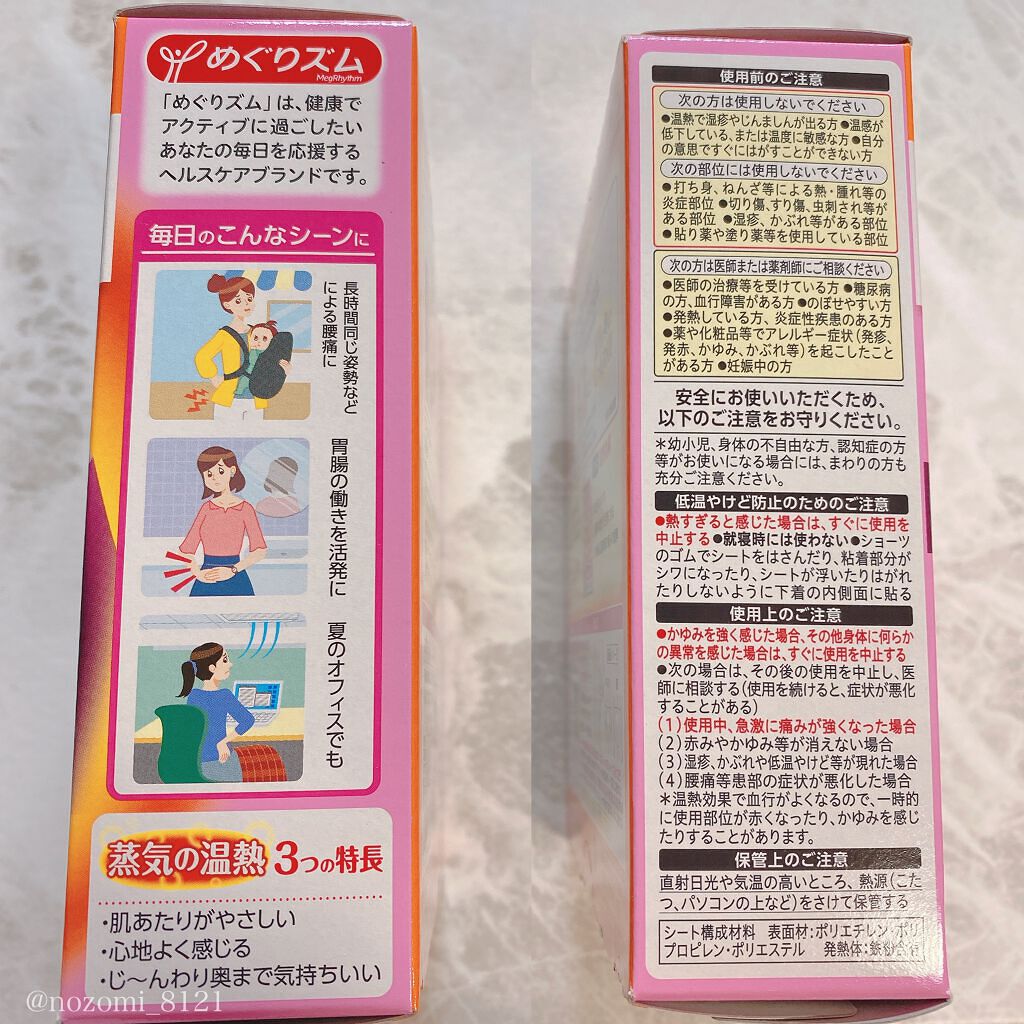 めぐりズム
MegRhythm
「めぐりズム」は、健康で
アクティブに過ごしたい
あなたの毎日を応援する
ヘルスケアブランドです。
毎日のこんなシーンに
長時間同じ姿勢など
による腰痛に
胃腸の働きを活発に
夏のオフィスでも
蒸気の温熱 3つの特長
・肌あたりがやさしい
・心地よく感じる
・じ〜んわり奥まで気持ちいい
@nozomi_8121
使用前のご注意
次の方は使用しないでください
●温熱で湿疹やじんましんが出る方 ●温感が
低下している、または温度に敏感な方 ●自分
の意思ですぐにはがすことができない方
次の部位には使用しないでください
●打ち身、ねんざ等による熱・腫れ等の
炎症部位 ●切り傷、すり傷、虫刺され等が
ある部位 ●湿疹、かぶれ等がある部位
●貼り薬や塗り薬等を使用している部位
次の方は医師または薬剤師にご相談ください
●医師の治療等を受けている方 ●糖尿病
の方、血行障害がある方 ●のぼせやすい方
●発熱している方、炎症性疾患のある方
●薬や化粧品等でアレルギー症状(発疹、
発赤、かゆみ、かぶれ等)を起こしたこと
がある方 ●妊娠中の方
安全にお使いいただくため、
以下のご注意をお守りください。
＊幼小児、身体の不自由な方、認知症の方
等がお使いになる場合には、まわりの方も
充分ご注意ください。
低温やけど防止のためのご注意
●熱すぎると感じた場合は、すぐに使用を
中止する ●就寝時には使わない ●ショーツ
のゴムでシートをはさんだり、粘着部分が
シワになったり、シートが浮いたりはがれ
たりしないように下着の内側面に貼る
使用上のご注意
●かゆみを強く感じた場合、その他身体に何らか
の異常を感じた場合は、すぐに使用を中止する
●次の場合は、その後の使用を中止し、医
師に相談する(使用を続けると、症状が悪化
することがある)
(1)使用中、急激に痛みが強くなった場合
(2)赤みやかゆみ等が消えない場合
(3)湿疹、かぶれや低温やけど等が現れた場合
(4)腰痛等患部の症状が悪化した場合
＊温熱効果で血行がよくなるので、一時的
に使用部位が赤くなったり、かゆみを感じ
たりすることがあります。
保管上のご注意
直射日光や気温の高いところ、熱源(こた
つ、パソコンの上など)をさけて保管する
シート構成材料 表面材：ポリエチレン・ポリ
プロピレン・ポリエステル 発熱体：鉄粉含有